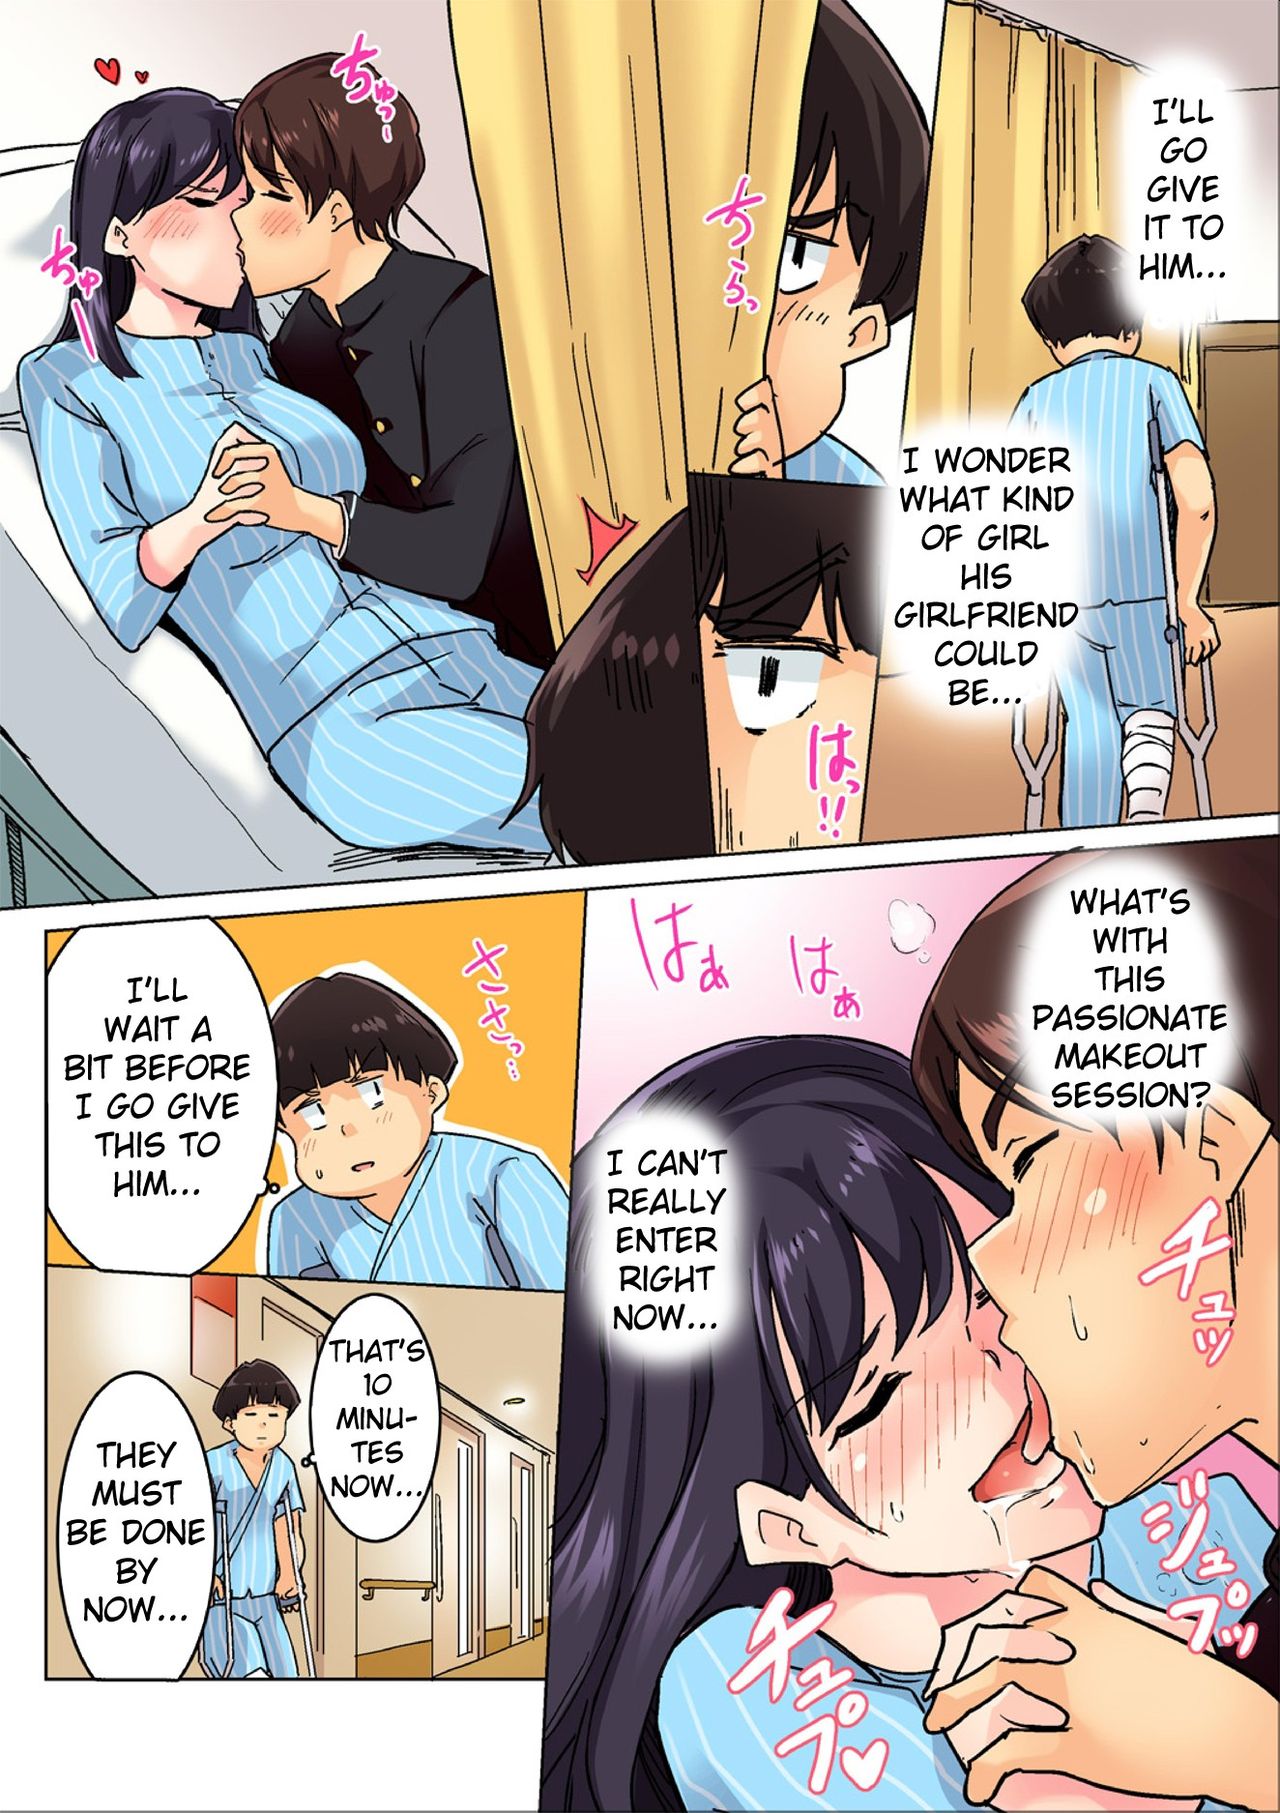 I'LL
GO
GIVE
IT TO
HIM...
I WONDER
WHAT KIND
OF GIRL
HIS
GIRLFRIEND
COULD
BE...
ちらっ
ちゅっー
ちゅー
はっ!!
WHAT'S
WITH
THIS
PASSIONATE
MAKEOUT
SESSION?
はぁ
はぁ
I CAN'T
REALLY
ENTER
RIGHT
NOW...
チュッ
ジュプッ
チュプ♡
ささっ…
I'LL
WAIT A
BIT BEFORE
I GO GIVE
THIS TO
HIM...
THAT'S
10
MINU-
TES
NOW...
THEY
MUST
BE DONE
BY
NOW...